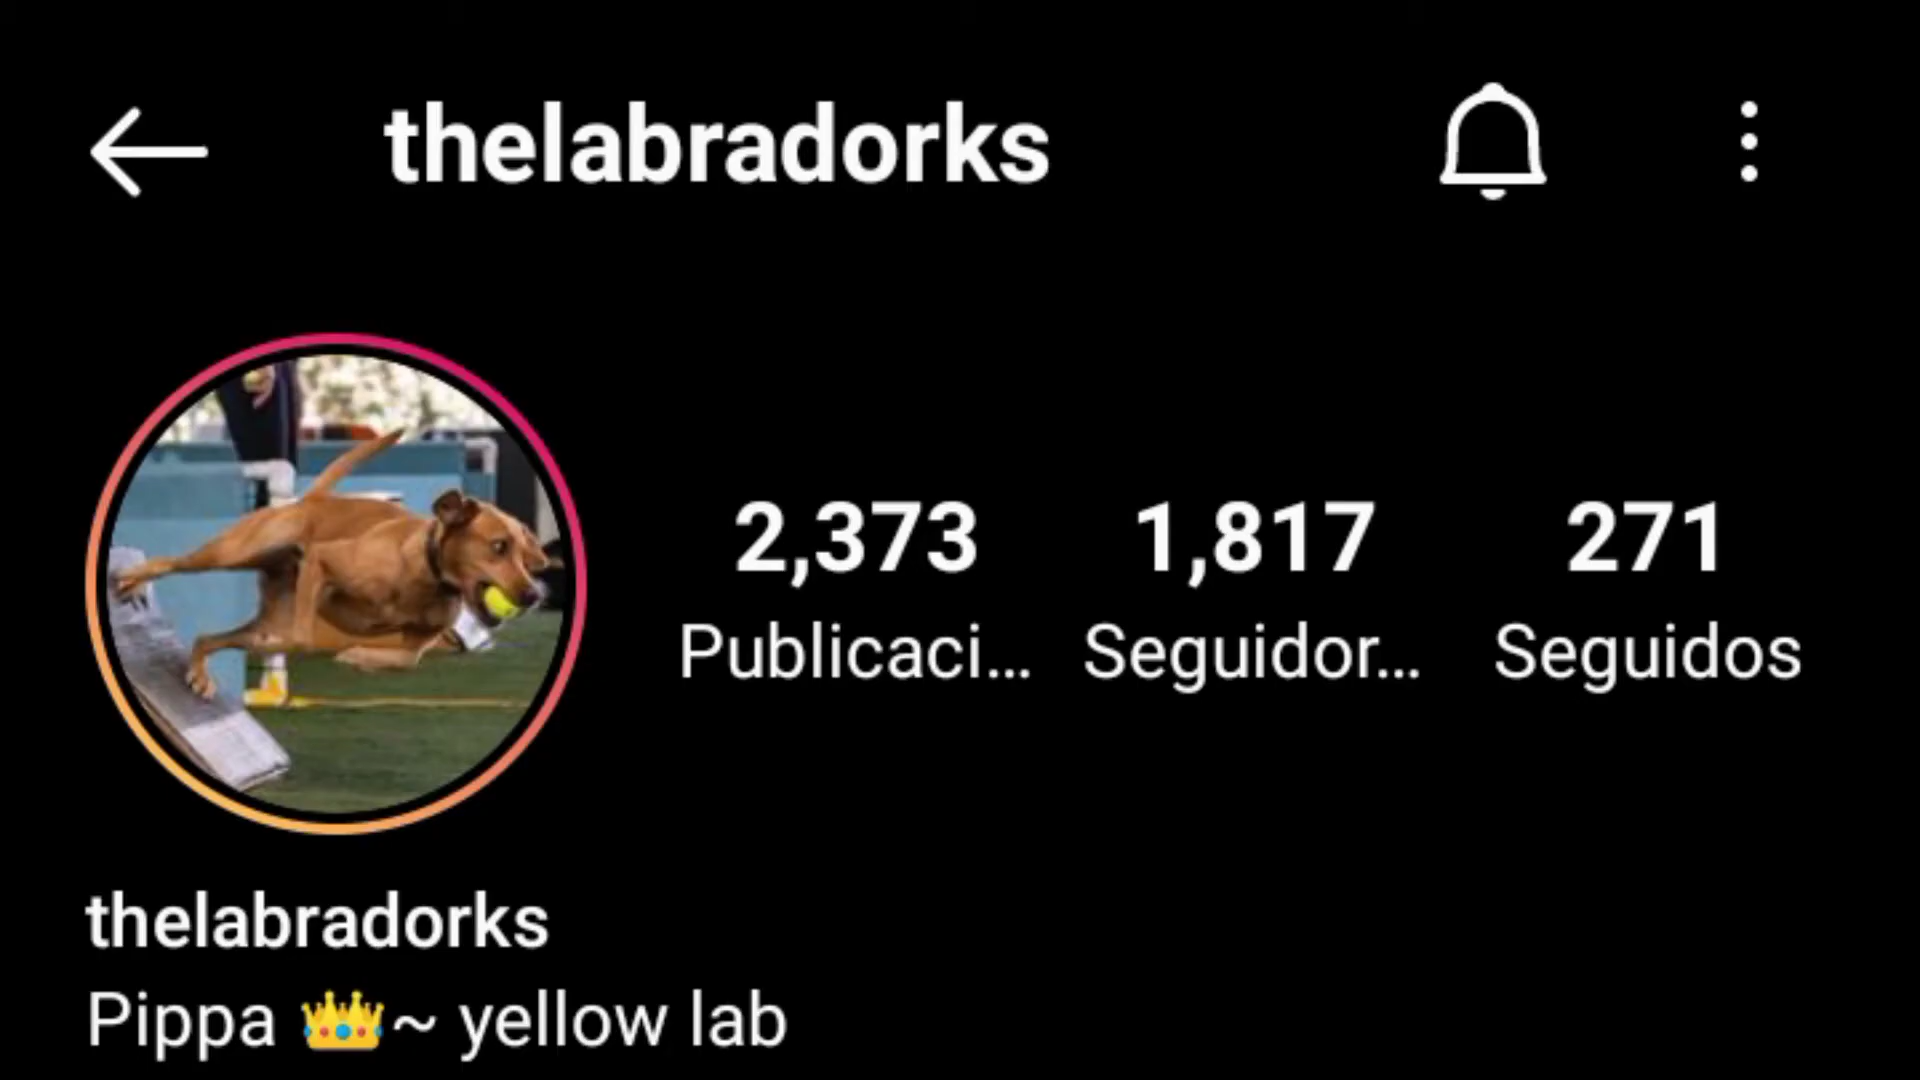 thelabradorks
2,373 1,817 271
Publicaci... Seguidor... Seguidos
thelabradorks
Pippa 👑~ yellow lab